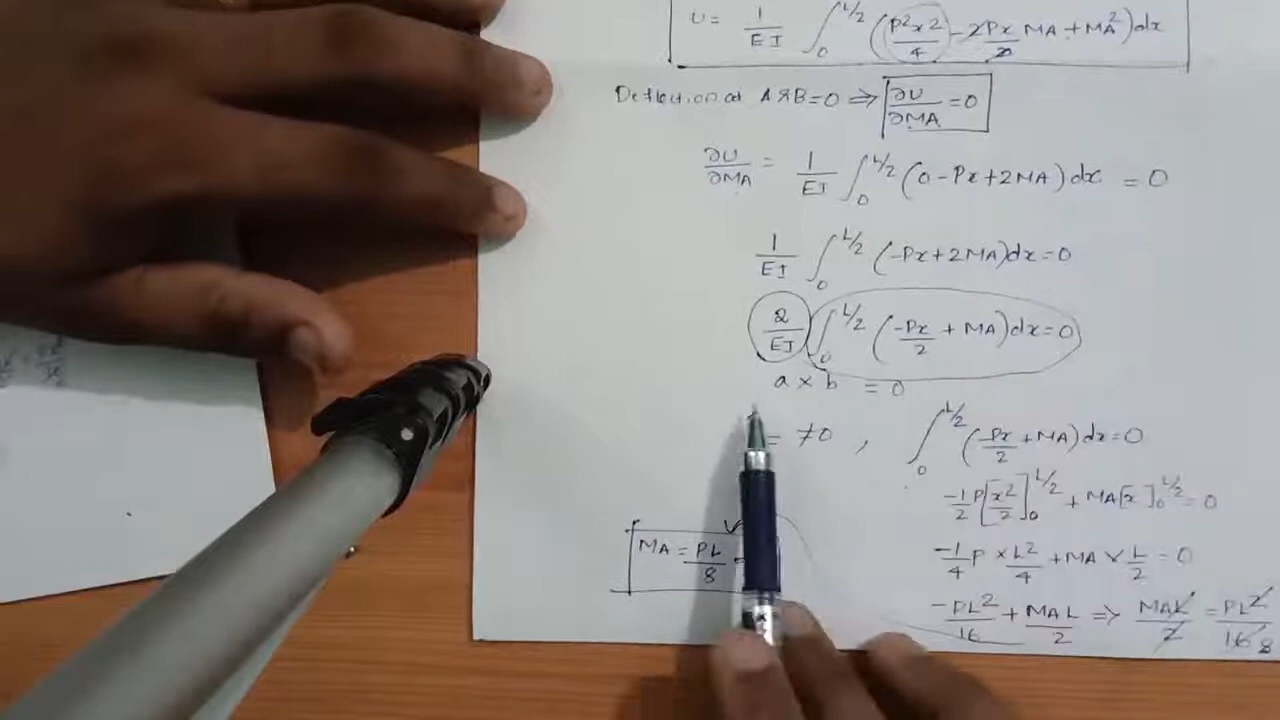 U = 1/EI ∫₀^L/2 (P²x²/4 - 2Px/2 MA + MA²)dx
Deflection at A & B = 0 ⇒ ∂U/∂MA = 0
∂U/∂MA = 1/EI ∫₀^L/2 (0 - Px + 2MA)dx = 0
1/EI ∫₀^L/2 (-Px + 2MA)dx = 0
2/EI ∫₀^L/2 (-Px/2 + MA)dx = 0
a × b = 0
= ≠0 , ∫₀^L/2 (-Px/2 + MA)dx = 0
-1/2 P[x²/2]₀^L/2 + MA[x]₀^L/2 = 0
-1/4 P × L²/4 + MA × L/2 = 0
-PL²/16 + MAL/2 ⇒ MAL/2 = PL²/16 8
MA = PL/8